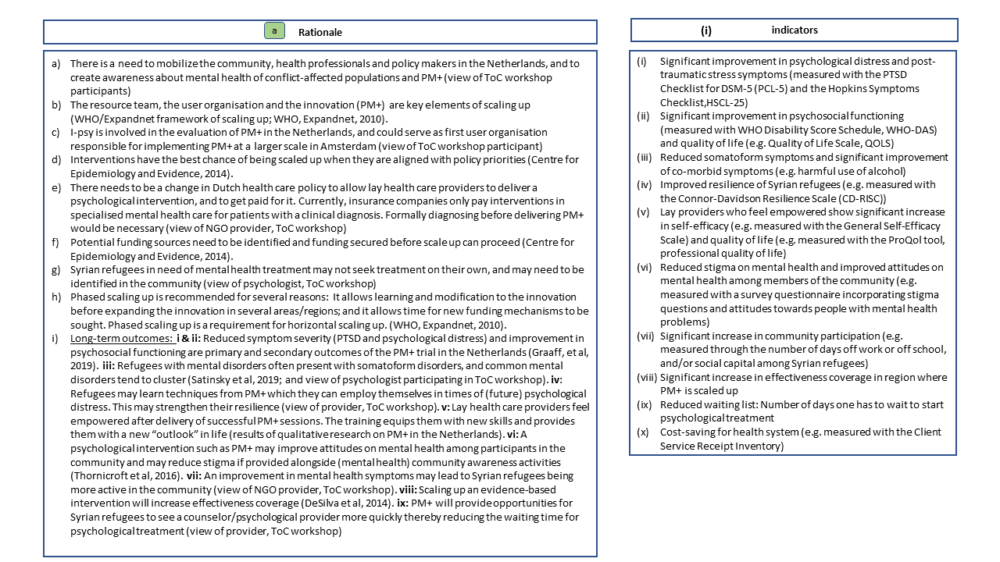 a Rationale
a) There is a need to mobilize the community, health professionals and policy makers in the Netherlands, and to
create awareness about mental health of conflict-affected populations and PM+ (view of ToC workshop
participants)
b) The resource team, the user organisation and the innovation (PM+) are key elements of scaling up
(WHO/Expandnet framework of scaling up; WHO, Expandnet, 2010).
c) I-psy is involved in the evaluation of PM+ in the Netherlands, and could serve as first user organisation
responsible for implementing PM+ at a larger scale in Amsterdam (view of ToC workshop participant)
d) Interventions have the best chance of being scaled up when they are aligned with policy priorities (Centre for
Epidemiology and Evidence, 2014).
e) There needs to be a change in Dutch health care policy to allow lay health care providers to deliver a
psychological intervention, and to get paid for it. Currently, insurance companies only pay interventions in
specialised mental health care for patients with a clinical diagnosis. Formally diagnosing before delivering PM+
would be necessary (view of NGO provider, ToC workshop)
f) Potential funding sources need to be identified and funding secured before scale up can proceed (Centre for
Epidemiology and Evidence, 2014).
g) Syrian refugees in need of mental health treatment may not seek treatment on their own, and may need to be
identified in the community (view of psychologist, ToC workshop)
h) Phased scaling up is recommended for several reasons: It allows learning and modification to the innovation
before expanding the innovation in several areas/regions; and it allows time for new funding mechanisms to be
sought. Phased scaling up is a requirement for horizontal scaling up. (WHO, Expandnet, 2010).
i) Long-term outcomes: i & ii: Reduced symptom severity (PTSD and psychological distress) and improvement in
psychosocial functioning are primary and secondary outcomes of the PM+ trial in the Netherlands (Graaff, et al,
2019). iii: Refugees with mental disorders often present with somatoform disorders, and common mental
disorders tend to cluster (Satinsky et al, 2019; and view of psychologist participating in ToC workshop). iv:
Refugees may learn techniques from PM+ which they can employ themselves in times of (future) psychological
distress. This may strengthen their resilience (view of provider, ToC workshop). v: Lay health care providers feel
empowered after delivery of successful PM+ sessions. The training equips them with new skills and provides
them with a new “outlook” in life (results of qualitative research on PM+ in the Netherlands). vi: A
psychological intervention such as PM+ may improve attitudes on mental health among participants in the
community and may reduce stigma if provided alongside (mental health) community awareness activities
(Thornicroft et al, 2016). vii: An improvement in mental health symptoms may lead to Syrian refugees being
more active in the community (view of NGO provider, ToC workshop). viii: Scaling up an evidence-based
intervention will increase effectiveness coverage (DeSilva et al, 2014). ix: PM+ will provide opportunities for
Syrian refugees to see a counselor/psychological provider more quickly thereby reducing the waiting time for
psychological treatment (view of provider, ToC workshop)
(i) indicators
(i) Significant improvement in psychological distress and post-
traumatic stress symptoms (measured with the PTSD
Checklist for DSM-5 (PCL-5) and the Hopkins Symptoms
Checklist,HSCL-25)
(ii) Significant improvement in psychosocial functioning
(measured with WHO Disability Score Schedule, WHO-DAS)
and quality of life (e.g. Quality of Life Scale, QOLS)
(iii) Reduced somatoform symptoms and significant improvement
of co-morbid symptoms (e.g. harmful use of alcohol)
(iv) Improved resilience of Syrian refugees (e.g. measured with
the Connor-Davidson Resilience Scale (CD-RISC))
(v) Lay providers who feel empowered show significant increase
in self-efficacy (e.g. measured with the General Self-Efficacy
Scale) and quality of life (e.g. measured with the ProQol tool,
professional quality of life)
(vi) Reduced stigma on mental health and improved attitudes on
mental health among members of the community (e.g.
measured with a survey questionnaire incorporating stigma
questions and attitudes towards people with mental health
problems)
(vii) Significant increase in community participation (e.g.
measured through the number of days off work or off school,
and/or social capital among Syrian refugees)
(viii) Significant increase in effectiveness coverage in region where
PM+ is scaled up
(ix) Reduced waiting list: Number of days one has to wait to start
psychological treatment
(x) Cost-saving for health system (e.g. measured with the Client
Service Receipt Inventory)